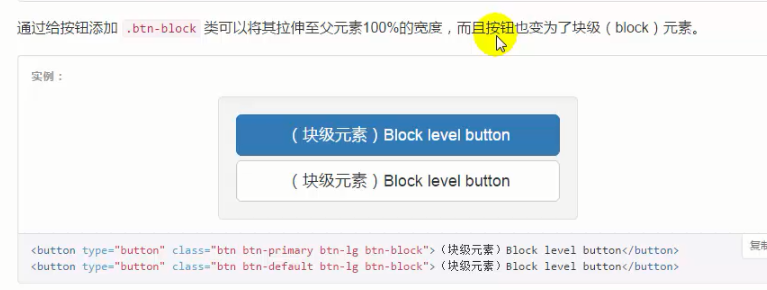 通过给按钮添加 .btn-block 类可以将其拉伸至父元素100%的宽度，而且按钮也变为了块级（block）元素。
实例：
（块级元素）Block level button
（块级元素）Block level button
复制
<button type="button" class="btn btn-primary btn-lg btn-block">（块级元素）Block level button</button>
<button type="button" class="btn btn-default btn-lg btn-block">（块级元素）Block level button</button>